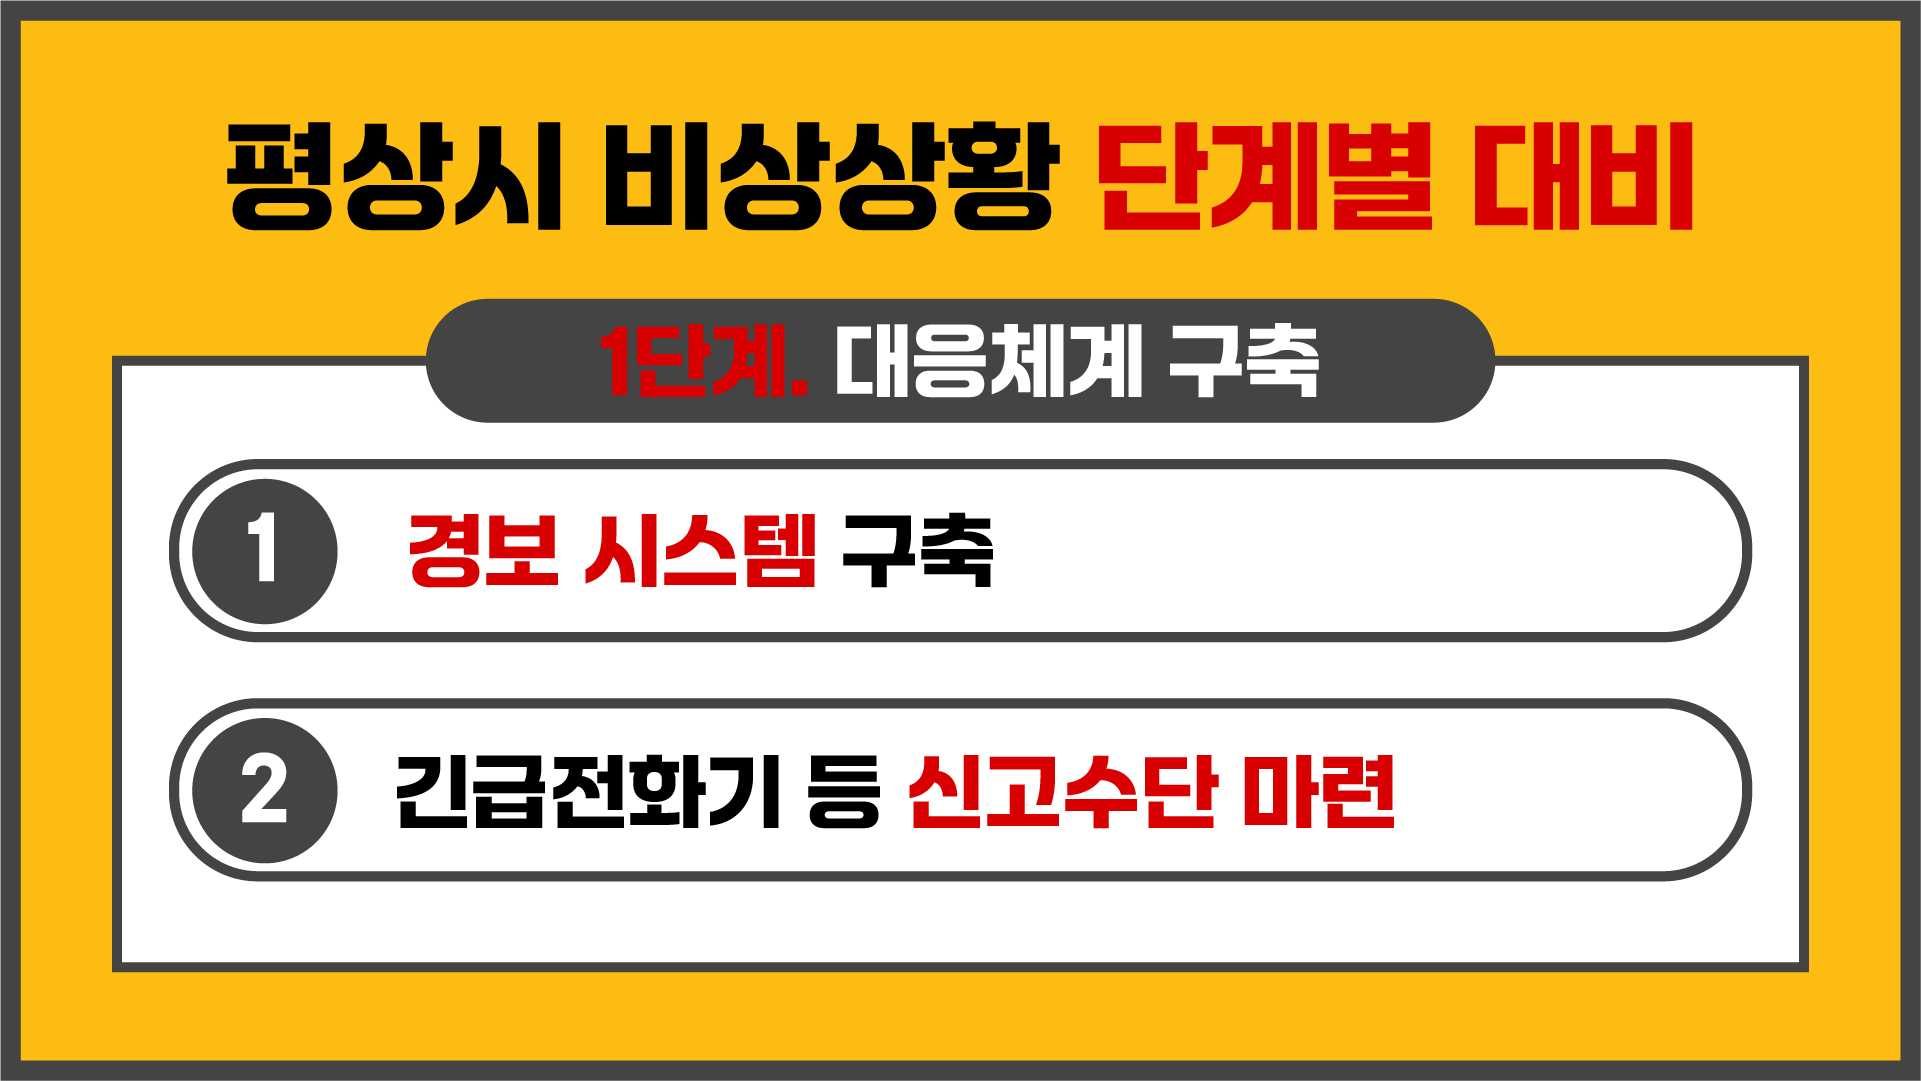 평상시 비상상황 단계별 대비
1단계. 대응체계 구축
1 경보 시스템 구축
2 긴급전화기 등 신고수단 마련